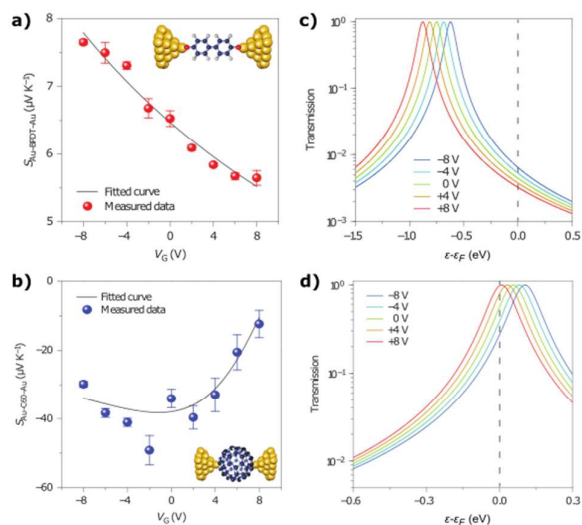 a)
8
7
6
5
S_Au–BPDT–Au (μV K⁻¹)
Fitted curve
Measured data
-8 -4 0 4 8
V_G (V)
b)
0
-20
-40
-60
S_Au–C60–Au (μV K⁻¹)
Fitted curve
Measured data
-8 -4 0 4 8
V_G (V)
c)
10⁰
10⁻¹
10⁻²
10⁻³
Transmission
−8 V
−4 V
0 V
+4 V
+8 V
-15 -1.0 -0.5 0.0 0.5
ε-ε_F (eV)
d)
10⁰
10⁻¹
10⁻²
Transmission
−8 V
−4 V
0 V
+4 V
+8 V
-0.6 -0.3 0.0 0.3
ε-ε_F (eV)